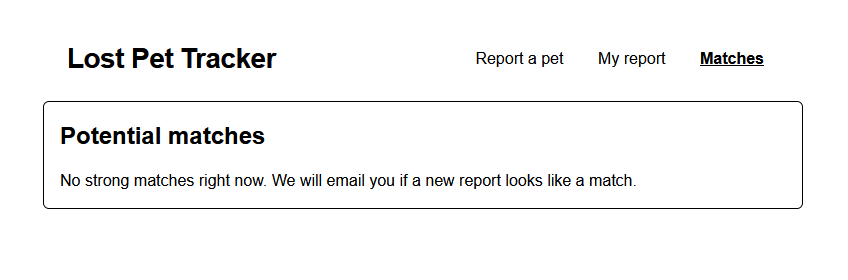 Lost Pet Tracker
Report a pet
My report
Matches
Potential matches
No strong matches right now. We will email you if a new report looks like a match.